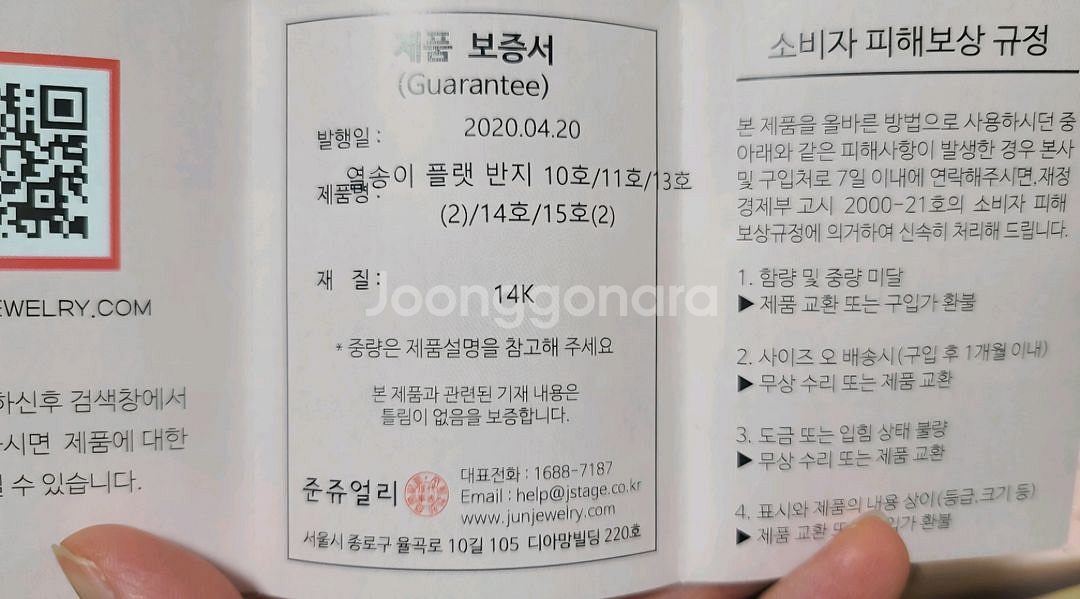 EWELRY.COM
하신후 검색창에서
시면 제품에 대한
수 있습니다.
제품 보증서
(Guarantee)
발행일 : 2020.04.20
제품명 : 열송이 플랫 반지 10호/11호/13호
(2)/14호/15호(2)
재 질 : 14K
* 중량은 제품설명을 참고해 주세요
본 제품과 관련된 기재 내용은
틀림이 없음을 보증합니다.
준쥬얼리
대표전화 : 1688-7187
Email : help@jstage.co.kr
www.junjewelry.com
서울시 종로구 율곡로 10길 105 디아망빌딩 220호
소비자 피해보상 규정
본 제품을 올바른 방법으로 사용하시던 중
아래와 같은 피해사항이 발생한 경우 본사
및 구입처로 7일 이내에 연락해주시면,재정
경제부 고시 2000-21호의 소비자 피해
보상규정에 의거하여 신속히 처리해 드립니다.
1. 함량 및 중량 미달
▶ 제품 교환 또는 구입가 환불
2. 사이즈 오 배송시(구입 후 1개월 이내)
▶ 무상 수리 또는 제품 교환
3. 도금 또는 입힘 상태 불량
▶ 무상 수리 또는 제품 교환
4. 표시와 제품의 내용 상이(등급,크기 등)
▶ 제품 교환 환불
Joonggonara